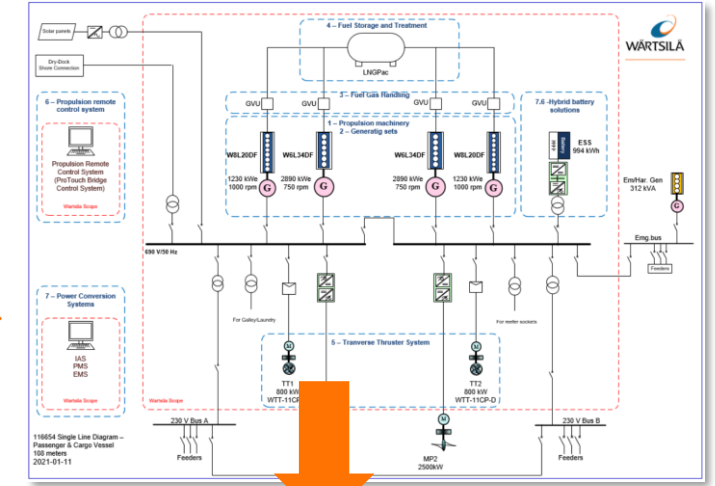 Solar panels
Dry-Dock
Shore Connection
4 – Fuel Storage and Treatment
LNGPac
WÄRTSILÄ
3 – Fuel Gas Handling
GVU
GVU
GVU
GVU
1 – Propulsion machinery
2 – Generatig sets
W8L20DF
W6L34DF
W6L34DF
W8L20DF
1230 kWe
1000 rpm
2890 kWe
750 rpm
2890 kWe
750 rpm
1230 kWe
1000 rpm
G
G
G
G
7.6 -Hybrid battery
solutions
Battery
ESS
994 kWh
Em/Har. Gen
312 kVA
G
Emg.bus
Feeders
6 – Propulsion remote
control system
Propulsion Remote
Control System
(ProTouch Bridge
Control System)
Wartsila Scope
690 V/50 Hz
7 – Power Conversion
Systems
IAS
PMS
EMS
Wartsila Scope
Wartsila Scope
For Galley/Laundry
For reefer sockets
5 – Tranverse Thruster System
M
M
TT1
800 kW
WTT-11CP
TT2
800 kW
WTT-11CP-D
230 V Bus A
Feeders
M
MP2
2500kW
230 V Bus B
Feeders
116654 Single Line Diagram –
Passenger & Cargo Vessel
108 meters
2021-01-11